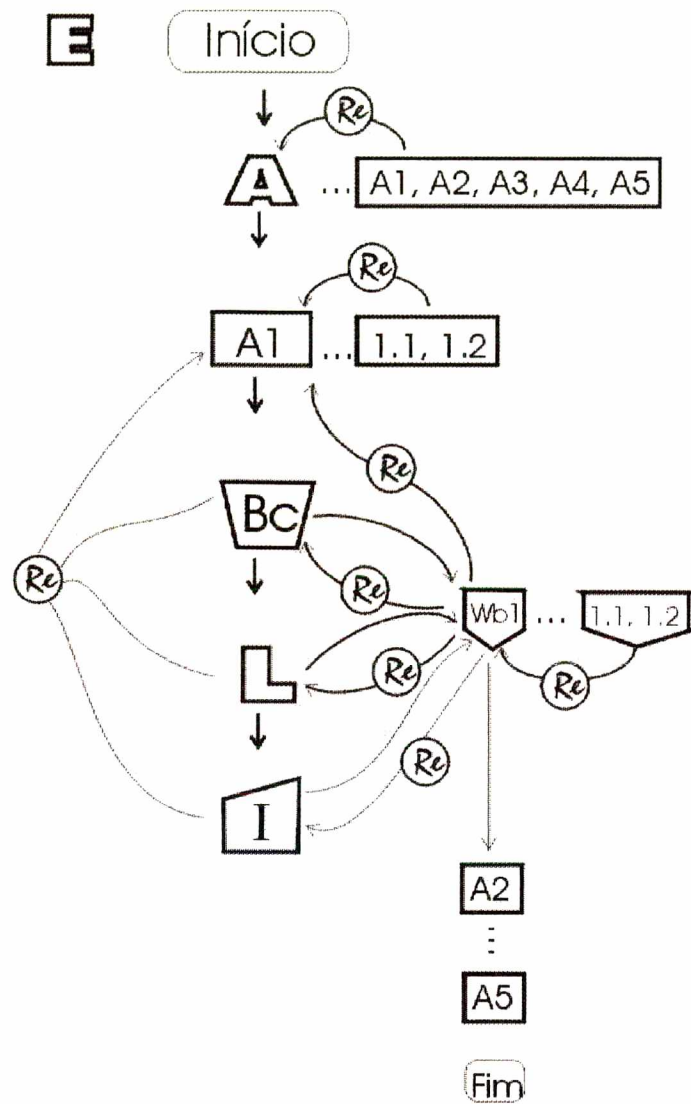 E Início
Re
A ... A1, A2, A3, A4, A5
Re
A1 ... 1.1, 1.2
Re
Bc
Re
Re
Wb1 ... 1.1, 1.2
L
Re
Re
Re
I
A2
A5
Fim